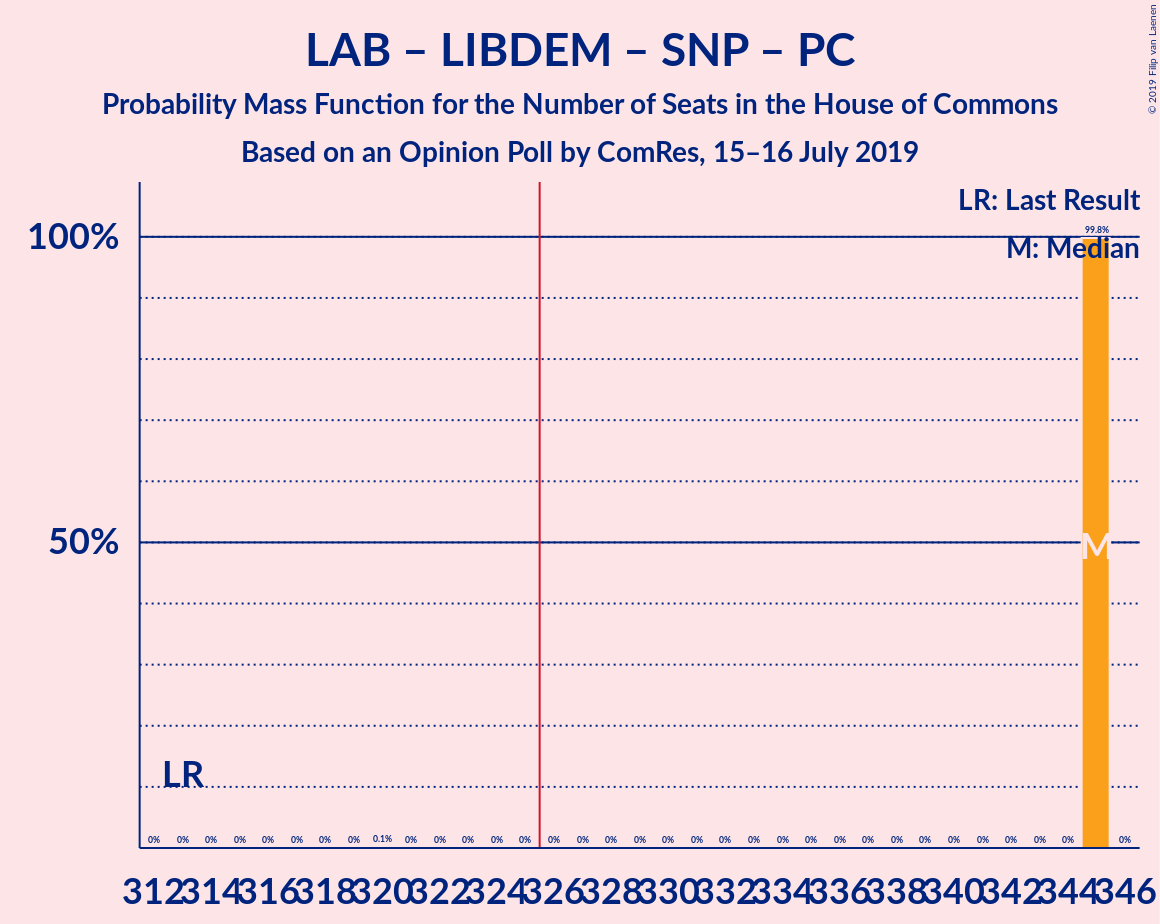 LAB – LIBDEM – SNP – PC
Probability Mass Function for the Number of Seats in the House of Commons
Based on an Opinion Poll by ComRes, 15–16 July 2019
© 2019 Filip van Laenen
LR: Last Result
M: Median
100%
50%
99.8%
M
LR
0% 0% 0% 0% 0% 0% 0% 0% 0.1% 0% 0% 0% 0% 0% 0% 0% 0% 0% 0% 0% 0% 0% 0% 0% 0% 0% 0% 0% 0% 0% 0% 0% 0% 0%
312 314 316 318 320 322 324 326 328 330 332 334 336 338 340 342 344 346